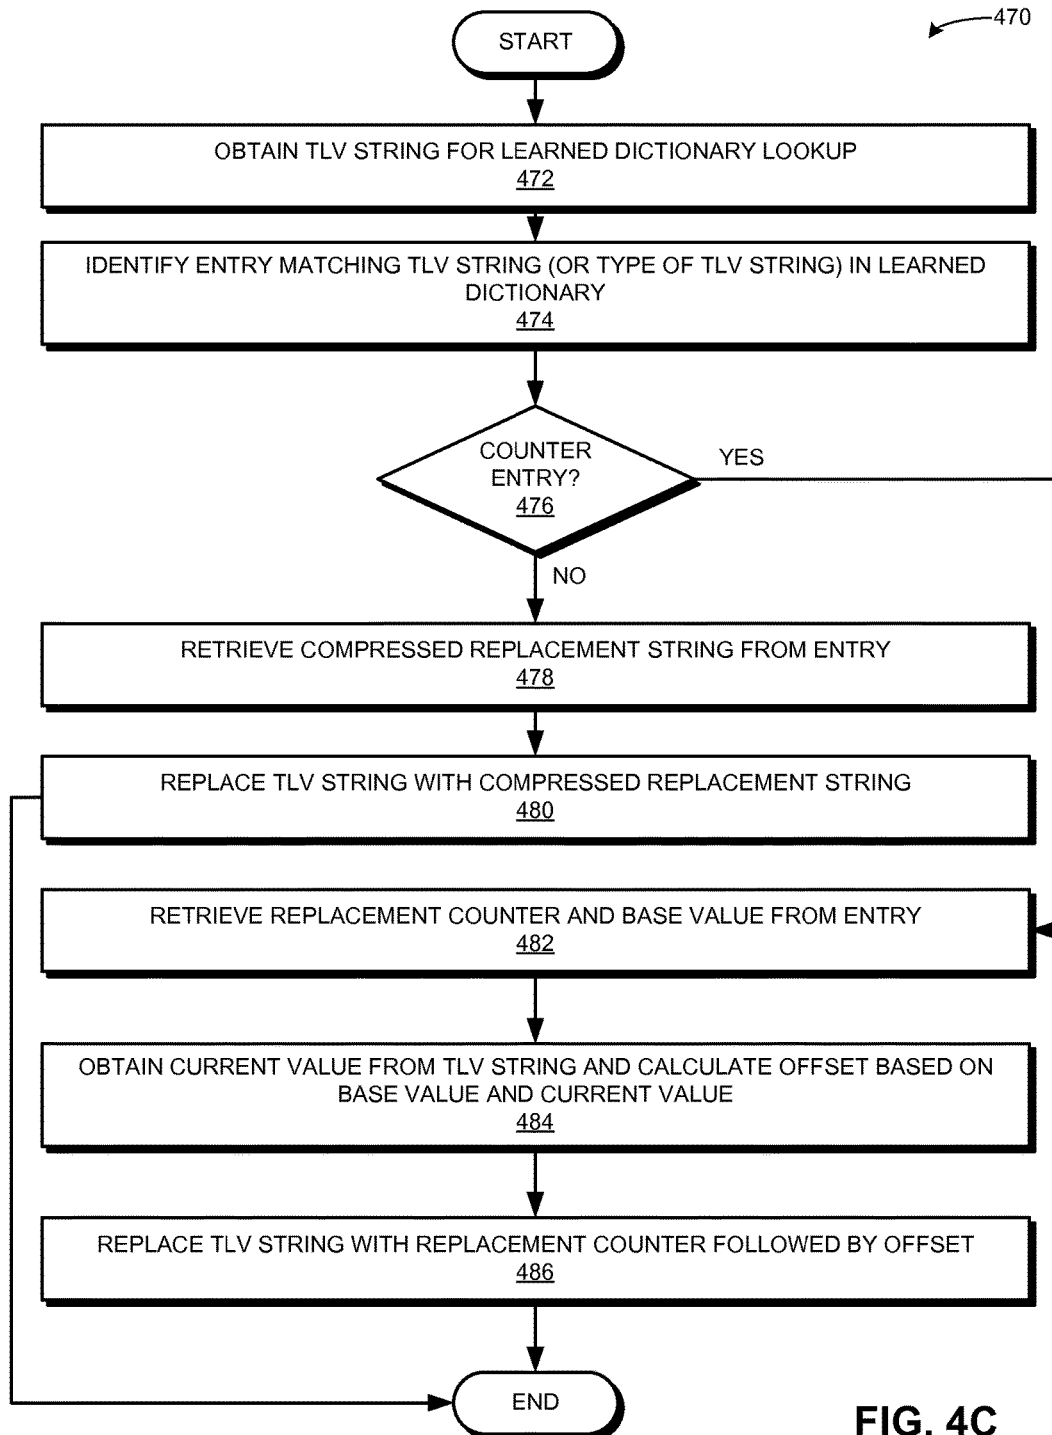 470
START
OBTAIN TLV STRING FOR LEARNED DICTIONARY LOOKUP
472
IDENTIFY ENTRY MATCHING TLV STRING (OR TYPE OF TLV STRING) IN LEARNED
DICTIONARY
474
COUNTER
ENTRY?
476
YES
NO
RETRIEVE COMPRESSED REPLACEMENT STRING FROM ENTRY
478
REPLACE TLV STRING WITH COMPRESSED REPLACEMENT STRING
480
RETRIEVE REPLACEMENT COUNTER AND BASE VALUE FROM ENTRY
482
OBTAIN CURRENT VALUE FROM TLV STRING AND CALCULATE OFFSET BASED ON
BASE VALUE AND CURRENT VALUE
484
REPLACE TLV STRING WITH REPLACEMENT COUNTER FOLLOWED BY OFFSET
486
END
FIG. 4C